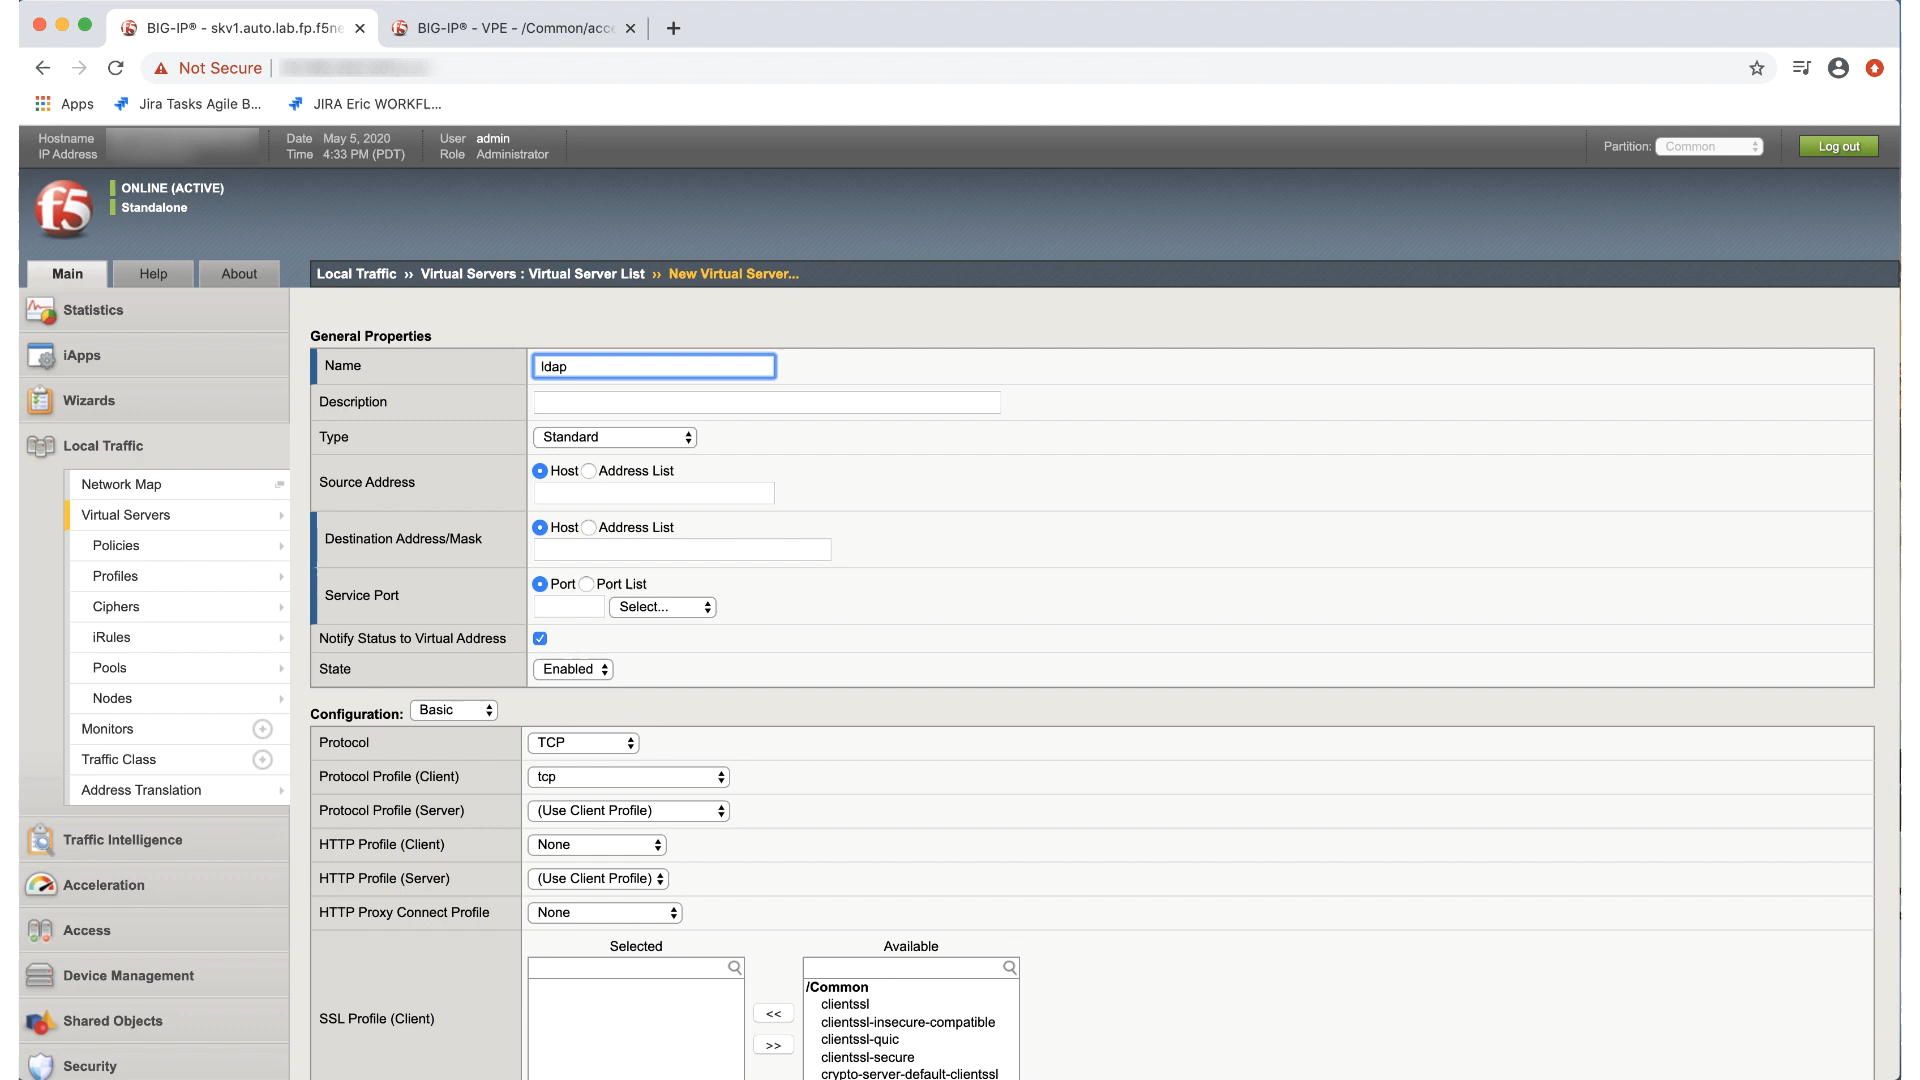 BIG-IP® - skv1.auto.lab.fp.f5ne
BIG-IP® - VPE - /Common/acce
Not Secure
Apps
Jira Tasks Agile B...
JIRA Eric WORKFL...
Hostname
IP Address
Date May 5, 2020
Time 4:33 PM (PDT)
User admin
Role Administrator
Partition: Common
Log out
f5
ONLINE (ACTIVE)
Standalone
Main
Help
About
Local Traffic ›› Virtual Servers : Virtual Server List ›› New Virtual Server...
Statistics
iApps
Wizards
Local Traffic
Network Map
Virtual Servers
Policies
Profiles
Ciphers
iRules
Pools
Nodes
Monitors
Traffic Class
Address Translation
Traffic Intelligence
Acceleration
Access
Device Management
Shared Objects
Security
General Properties
Name
ldap
Description
Type
Standard
Source Address
Host Address List
Destination Address/Mask
Host Address List
Service Port
Port Port List
Select...
Notify Status to Virtual Address
State
Enabled
Configuration: Basic
Protocol
TCP
Protocol Profile (Client)
tcp
Protocol Profile (Server)
(Use Client Profile)
HTTP Profile (Client)
None
HTTP Profile (Server)
(Use Client Profile)
HTTP Proxy Connect Profile
None
SSL Profile (Client)
Selected
Available
<<
>>
/Common
clientssl
clientssl-insecure-compatible
clientssl-quic
clientssl-secure
crypto-server-default-clientssl